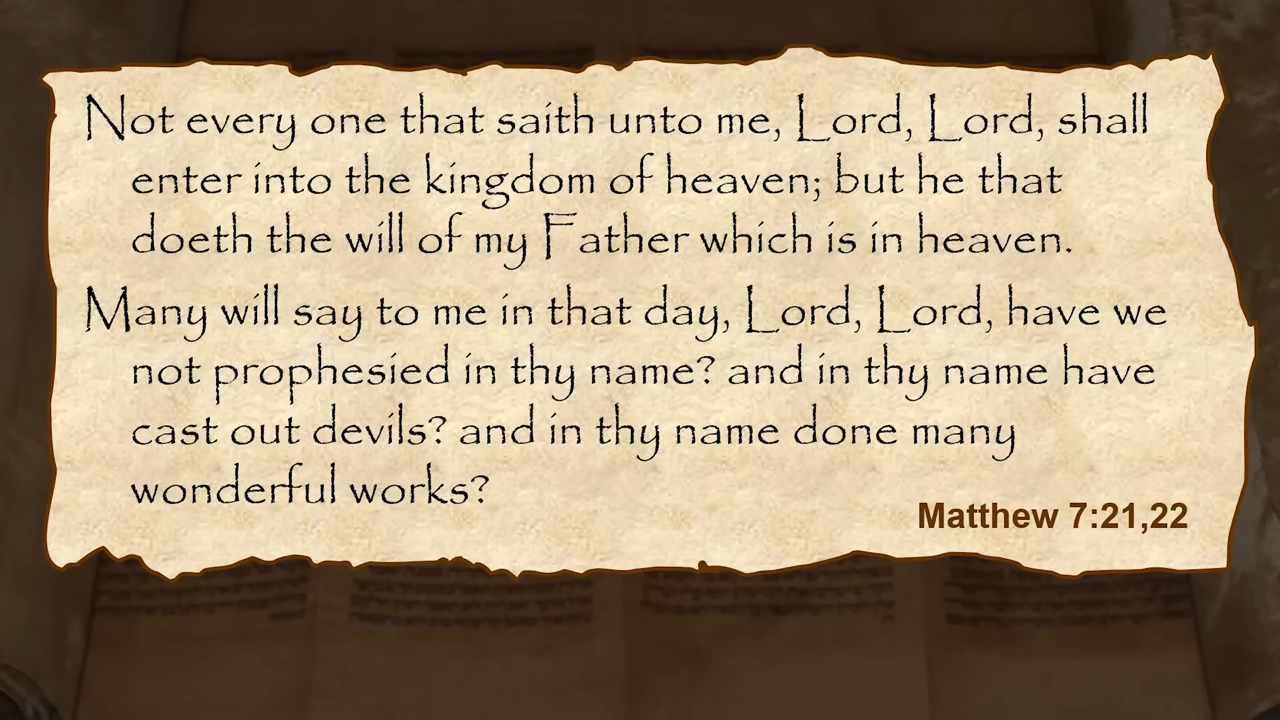 Not every one that saith unto me, Lord, Lord, shall
enter into the kingdom of heaven; but he that
doeth the will of my Father which is in heaven.
Many will say to me in that day, Lord, Lord, have we
not prophesied in thy name? and in thy name have
cast out devils? and in thy name done many
wonderful works?
Matthew 7:21,22